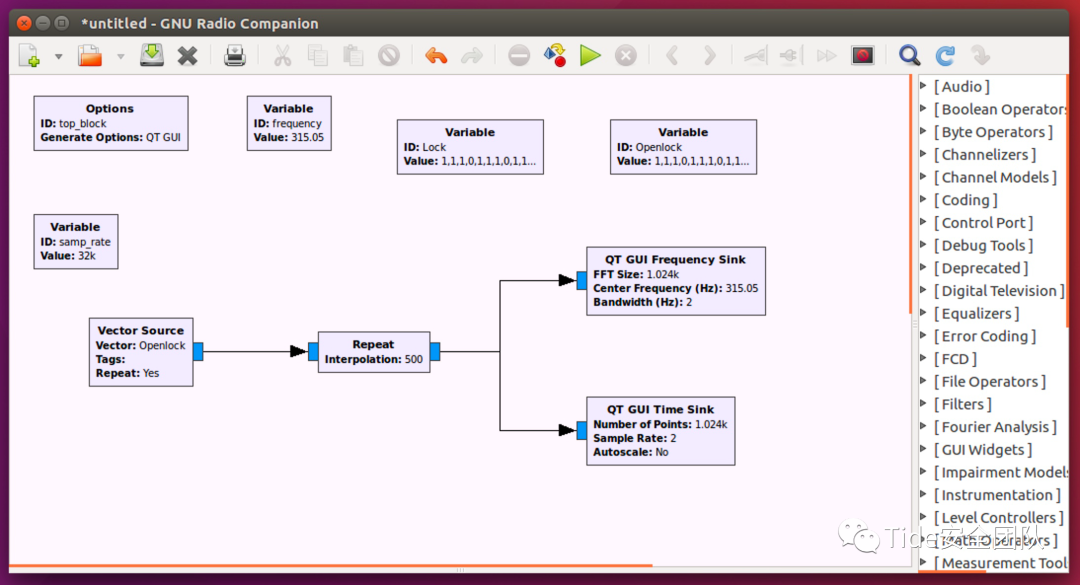 *untitled - GNU Radio Companion
Options
ID: top_block
Generate Options: QT GUI
Variable
ID: frequency
Value: 315.05
Variable
ID: Lock
Value: 1,1,1,0,1,1,1,0,1,1...
Variable
ID: Openlock
Value: 1,1,1,0,1,1,1,0,1,1...
Variable
ID: samp_rate
Value: 32k
Vector Source
Vector: Openlock
Tags:
Repeat: Yes
Repeat
Interpolation: 500
QT GUI Frequency Sink
FFT Size: 1.024k
Center Frequency (Hz): 315.05
Bandwidth (Hz): 2
QT GUI Time Sink
Number of Points: 1.024k
Sample Rate: 2
Autoscale: No
[ Audio ]
[ Boolean Operators
[ Byte Operators ]
[ Channelizers ]
[ Channel Models ]
[ Coding ]
[ Control Port ]
[ Debug Tools ]
[ Deprecated ]
[ Digital Television ]
[ Equalizers ]
[ Error Coding ]
[ FCD ]
[ File Operators ]
[ Filters ]
[ Fourier Analysis ]
[ GUI Widgets ]
[ Impairment Models
[ Instrumentation ]
[ Level Controllers ]
[ Math Operators ]
[ Measurement Tool
Tide安全团队